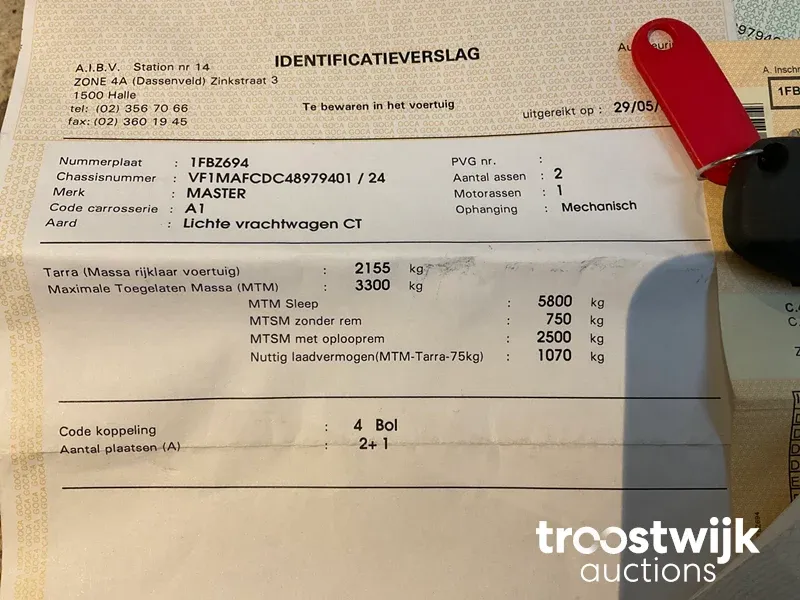 IDENTIFICATIEVERSLAG
A.I.B.V. Station nr 14
ZONE 4A (Dassenveld) Zinkstraat 3
1500 Halle
tel: (02) 356 70 66
fax: (02) 360 19 45
Te bewaren in het voertuig
uitgereikt op : 29/05/
A. Inschr
1FB
Nummerplaat : 1FBZ694
Chassisnummer : VF1MAFCDC48979401 / 24
Merk : MASTER
Code carrosserie : A1
Aard : Lichte vrachtwagen CT
PVG nr. :
Aantal assen : 2
Motorassen : 1
Ophanging : Mechanisch
Tarra (Massa rijklaar voertuig) : 2155 kg
Maximale Toegelaten Massa (MTM) : 3300 kg
MTM Sleep : 5800 kg
MTSM zonder rem : 750 kg
MTSM met oplooprem : 2500 kg
Nuttig laadvermogen(MTM-Tarra-75kg) : 1070 kg
Code koppeling : 4 Bol
Aantal plaatsen (A) : 2+ 1
troostwijk
auctions